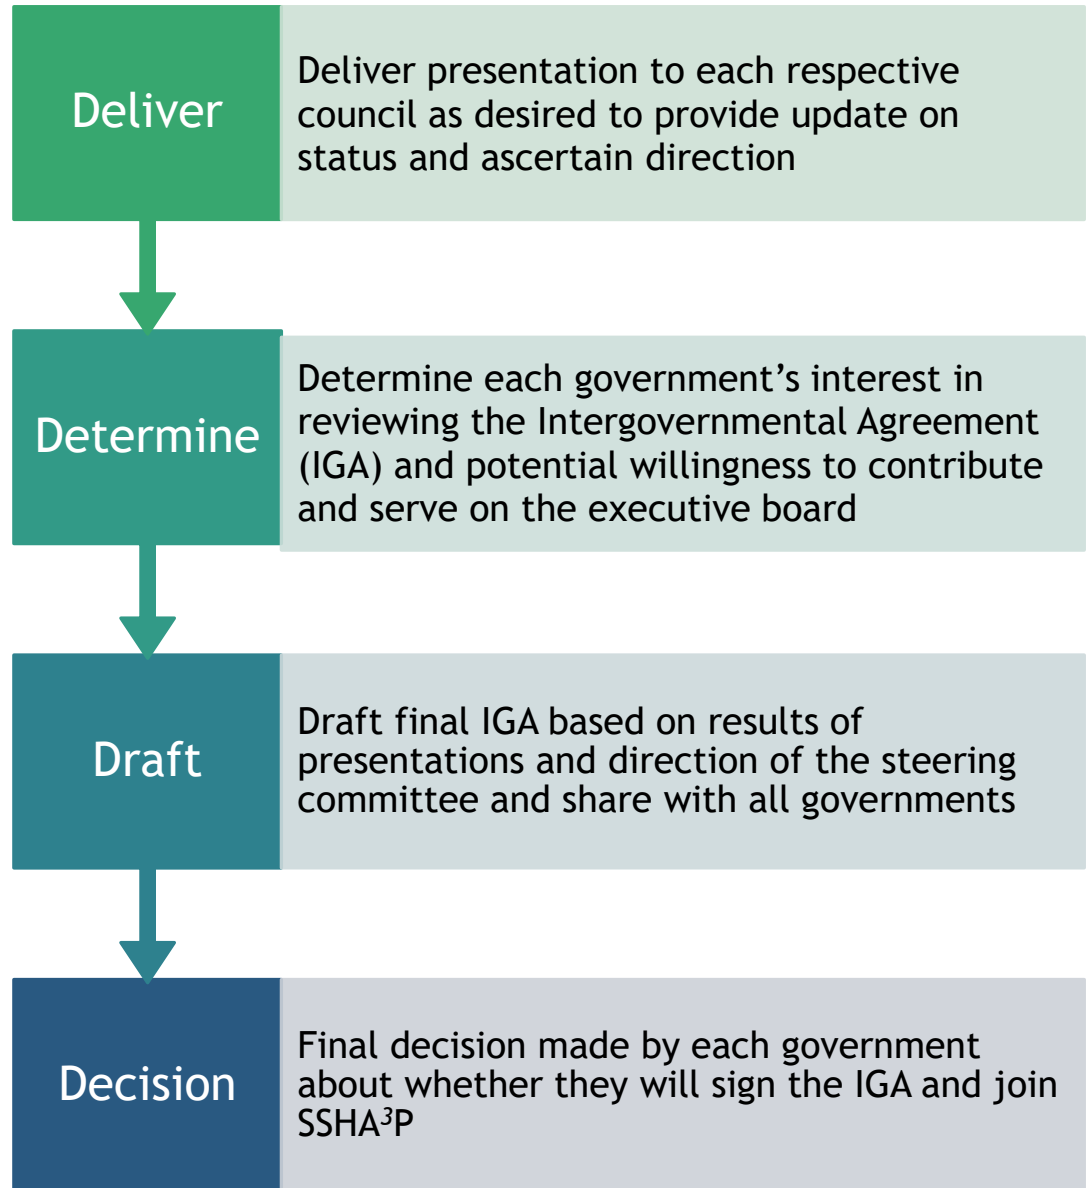 Deliver
Deliver presentation to each respective
council as desired to provide update on
status and ascertain direction
Determine
Determine each government’s interest in
reviewing the Intergovernmental Agreement
(IGA) and potential willingness to contribute
and serve on the executive board
Draft
Draft final IGA based on results of
presentations and direction of the steering
committee and share with all governments
Decision
Final decision made by each government
about whether they will sign the IGA and join
SSHA³P